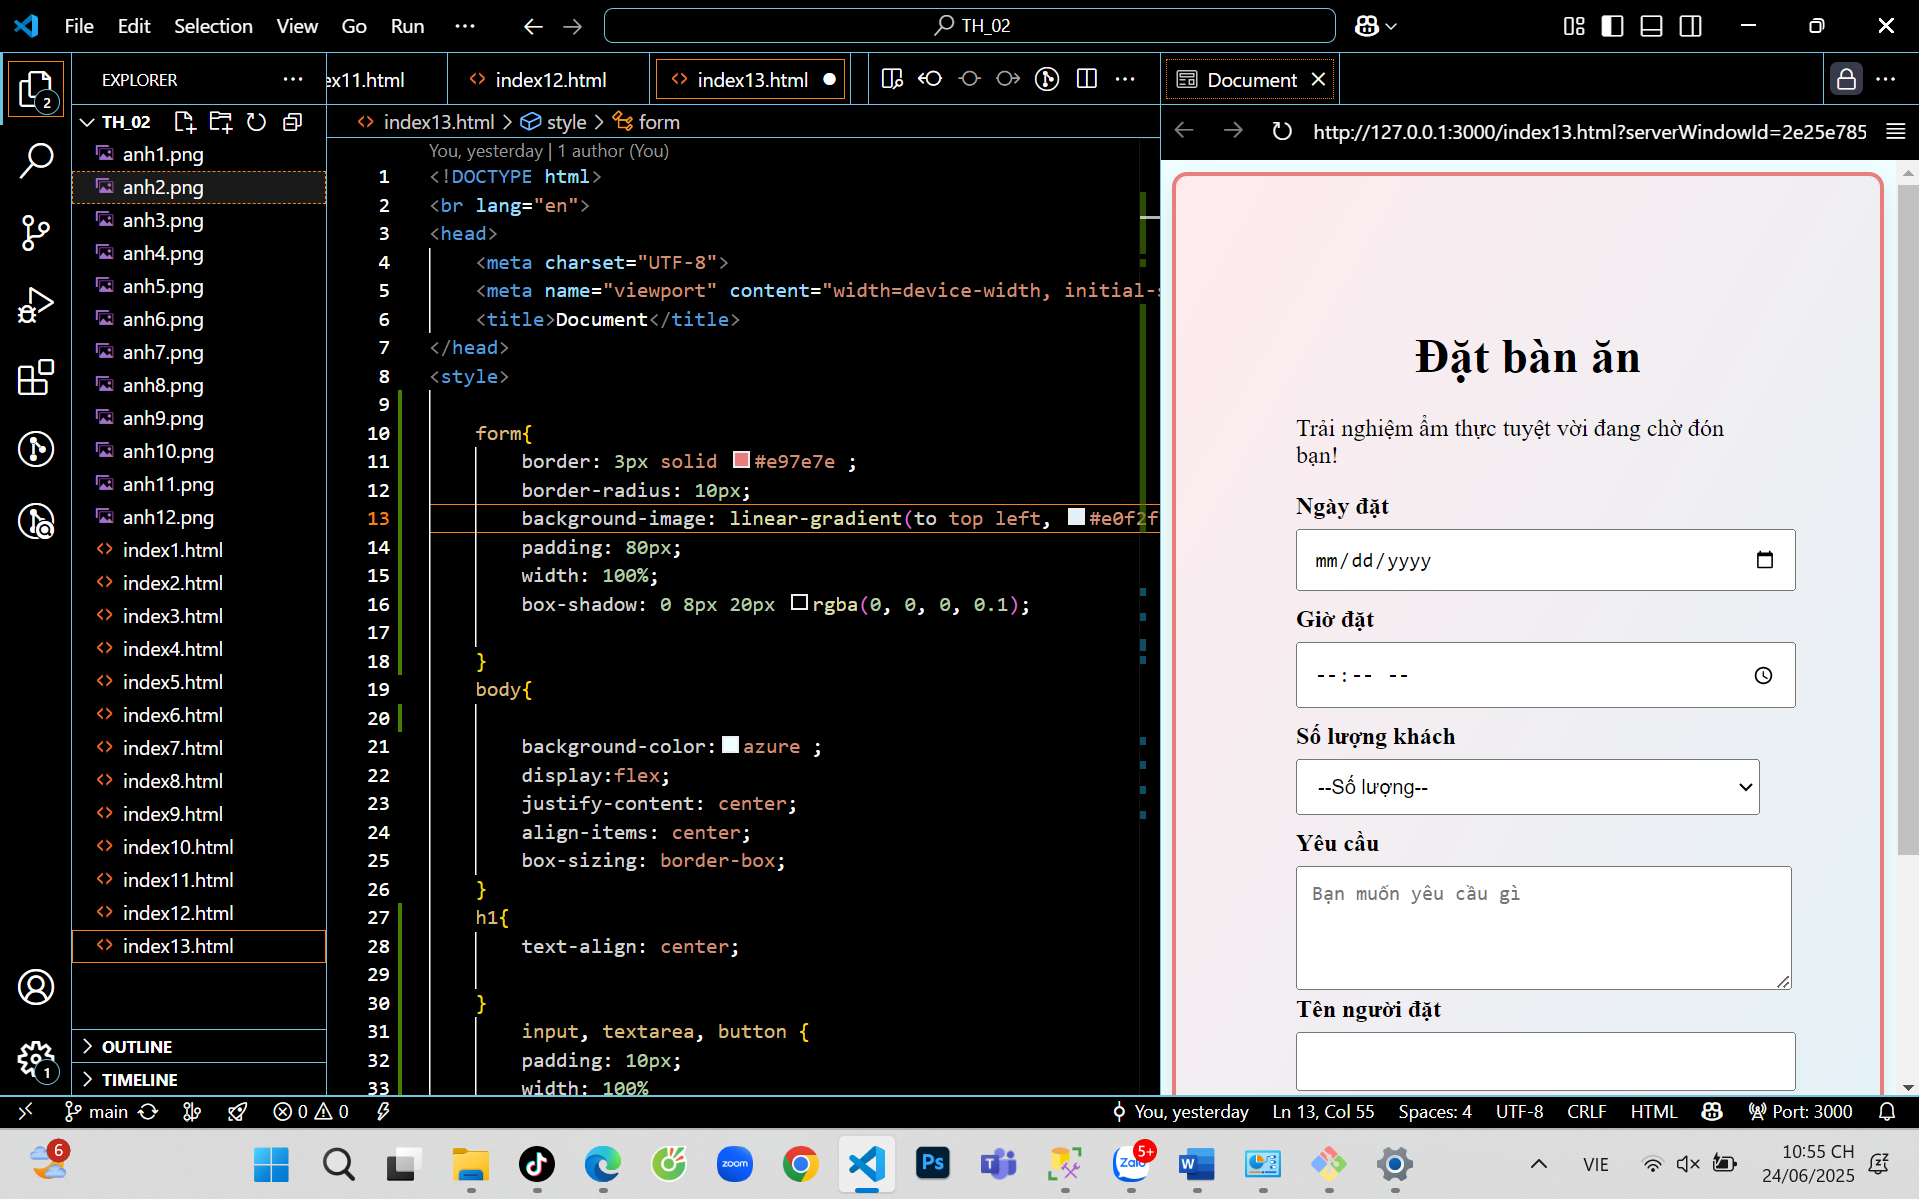 File Edit Selection View Go Run ··· TH_02
EXPLORER ···
2
ex11.html
index12.html
index13.html
Document
TH_02
anh1.png
anh2.png
anh3.png
anh4.png
anh5.png
anh6.png
anh7.png
anh8.png
anh9.png
anh10.png
anh11.png
anh12.png
index1.html
index2.html
index3.html
index4.html
index5.html
index6.html
index7.html
index8.html
index9.html
index10.html
index11.html
index12.html
index13.html
OUTLINE
TIMELINE
1
index13.html > style > form
You, yesterday | 1 author (You)
1 <!DOCTYPE html>
2 <br lang="en">
3 <head>
4 <meta charset="UTF-8">
5 <meta name="viewport" content="width=device-width, initial-s
6 <title>Document</title>
7 </head>
8 <style>
9
10 form{
11 border: 3px solid #e97e7e ;
12 border-radius: 10px;
13 background-image: linear-gradient(to top left, #e0f2f
14 padding: 80px;
15 width: 100%;
16 box-shadow: 0 8px 20px rgba(0, 0, 0, 0.1);
17
18 }
19 body{
20
21 background-color: azure ;
22 display:flex;
23 justify-content: center;
24 align-items: center;
25 box-sizing: border-box;
26 }
27 h1{
28 text-align: center;
29
30 }
31 input, textarea, button {
32 padding: 10px;
33 width: 100%
http://127.0.0.1:3000/index13.html?serverWindowId=2e25e785
Đặt bàn ăn
Trải nghiệm ẩm thực tuyệt vời đang chờ đón
bạn!
Ngày đặt
mm/dd/yyyy
Giờ đặt
--:-- --
Số lượng khách
--Số lượng--
Yêu cầu
Bạn muốn yêu cầu gì
Tên người đặt
main 0 0 You, yesterday Ln 13, Col 55 Spaces: 4 UTF-8 CRLF HTML Port: 3000
6
zoom
Ps
T
Zalo
5+
W
VIE
10:55 CH
24/06/2025